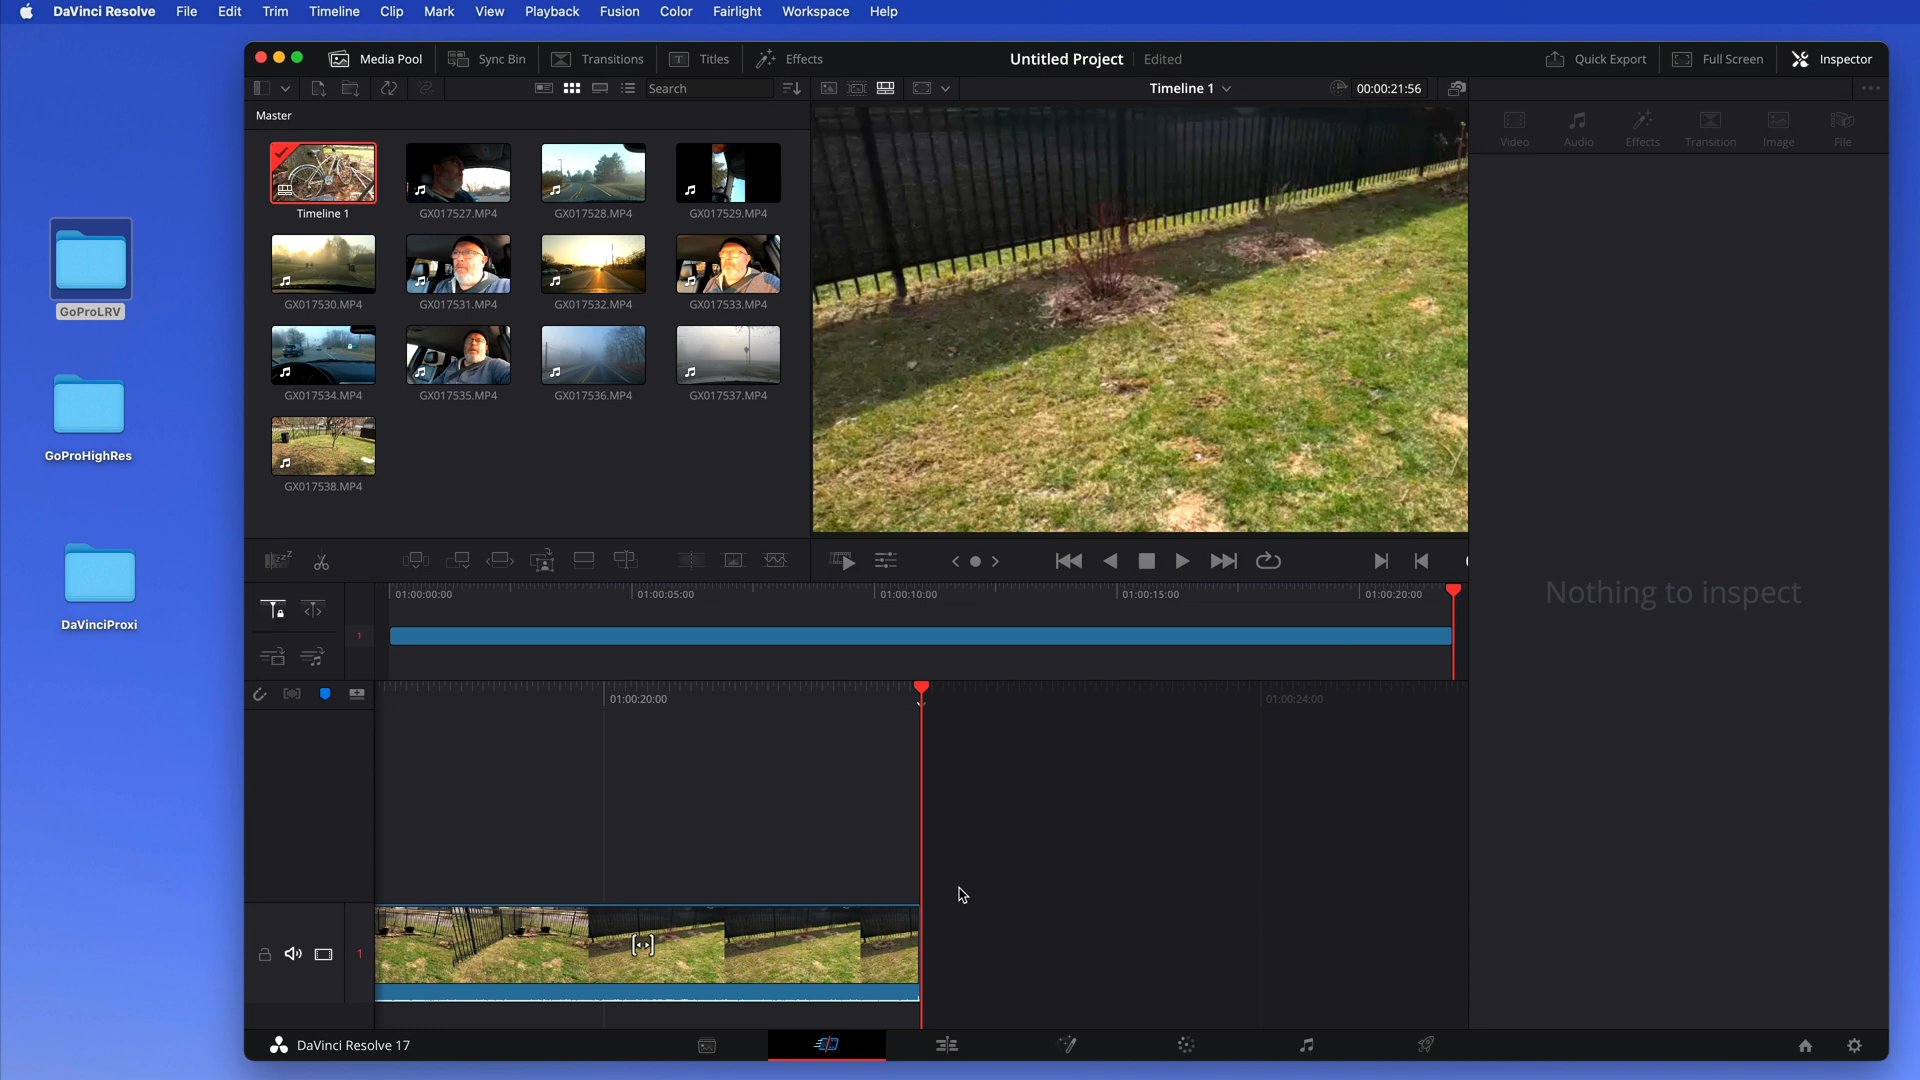 DaVinci Resolve File Edit Trim Timeline Clip Mark View Playback Fusion Color Fairlight Workspace Help
Media Pool Sync Bin Transitions Titles Effects Untitled Project Edited Quick Export Full Screen Inspector
Search Timeline 1 00:00:21:56
Master
Video Audio Effects Transition Image File
Timeline 1 GX017527.MP4 GX017528.MP4 GX017529.MP4
GX017530.MP4 GX017531.MP4 GX017532.MP4 GX017533.MP4
GoProLRV
GX017534.MP4 GX017535.MP4 GX017536.MP4 GX017537.MP4
GoProHighRes
GX017538.MP4
01:00:00:00 01:00:05:00 01:00:10:00 01:00:15:00 01:00:20:00
Nothing to inspect
DaVinciProxi
1
01:00:20:00 01:00:24:00
1
DaVinci Resolve 17